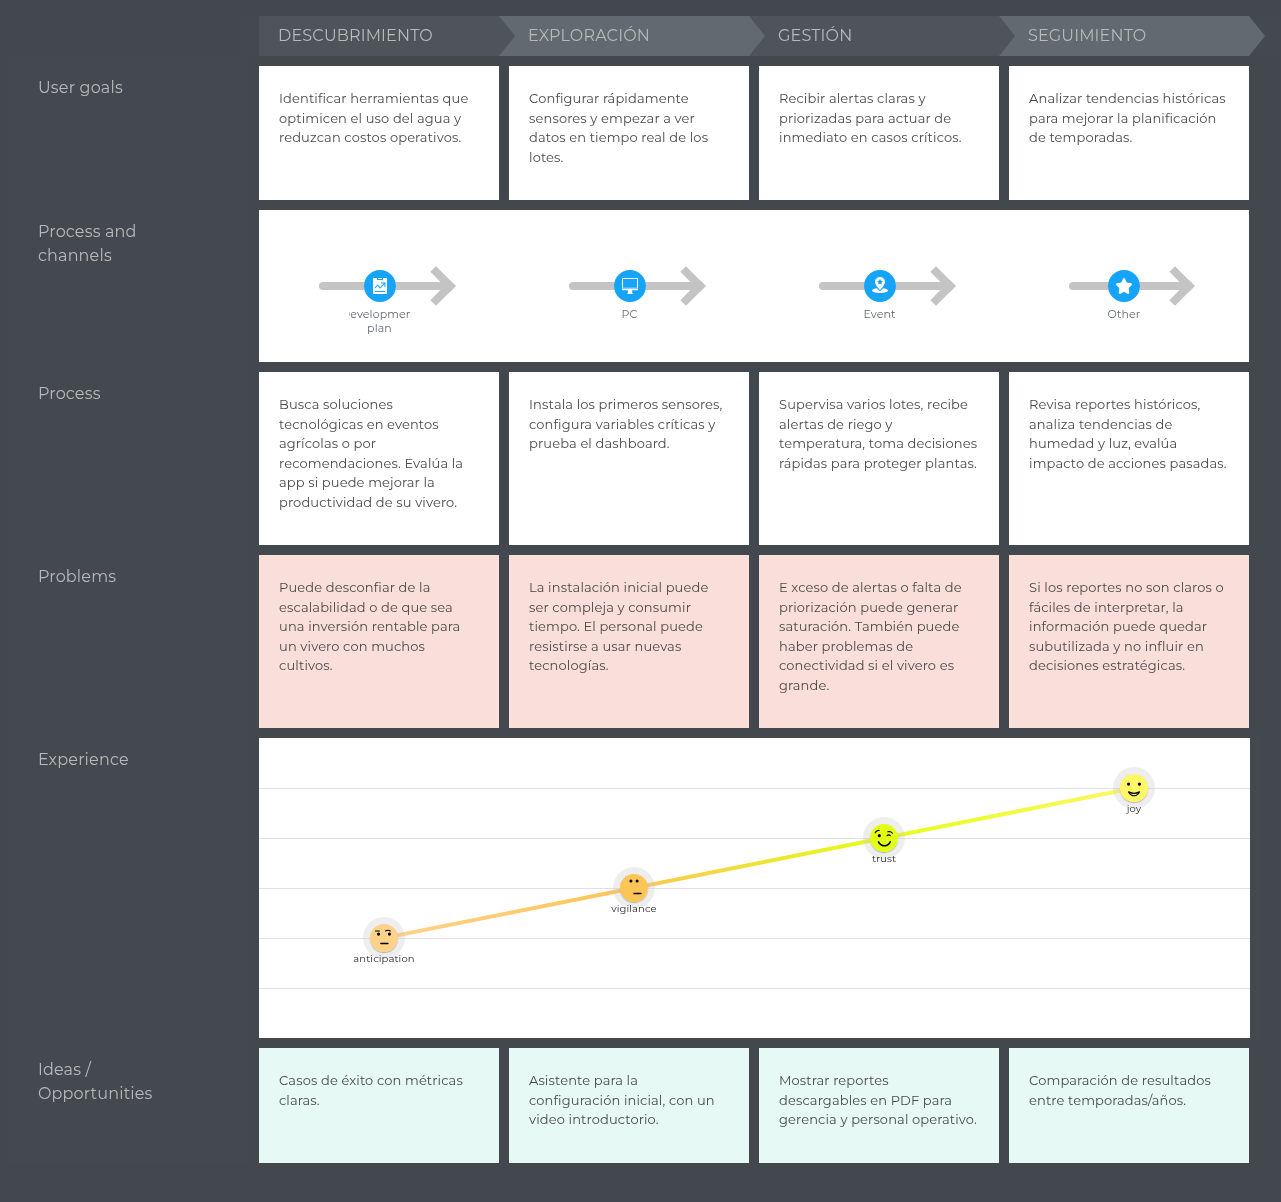 DESCUBRIMIENTO
EXPLORACIÓN
GESTIÓN
SEGUIMIENTO
User goals
Identificar herramientas que
optimicen el uso del agua y
reduzcan costos operativos.
Configurar rápidamente
sensores y empezar a ver
datos en tiempo real de los
lotes.
Recibir alertas claras y
priorizadas para actuar de
inmediato en casos críticos.
Analizar tendencias históricas
para mejorar la planificación
de temporadas.
Process and
channels
evelopmer
plan
PC
Event
Other
Process
Busca soluciones
tecnológicas en eventos
agrícolas o por
recomendaciones. Evalúa la
app si puede mejorar la
productividad de su vivero.
Instala los primeros sensores,
configura variables críticas y
prueba el dashboard.
Supervisa varios lotes, recibe
alertas de riego y
temperatura, toma decisiones
rápidas para proteger plantas.
Revisa reportes históricos,
analiza tendencias de
humedad y luz, evalúa
impacto de acciones pasadas.
Problems
Puede desconfiar de la
escalabilidad o de que sea
una inversión rentable para
un vivero con muchos
cultivos.
La instalación inicial puede
ser compleja y consumir
tiempo. El personal puede
resistirse a usar nuevas
tecnologías.
E xceso de alertas o falta de
priorización puede generar
saturación. También puede
haber problemas de
conectividad si el vivero es
grande.
Si los reportes no son claros o
fáciles de interpretar, la
información puede quedar
subutilizada y no influir en
decisiones estratégicas.
Experience
anticipation
vigilance
trust
joy
Ideas /
Opportunities
Casos de éxito con métricas
claras.
Asistente para la
configuración inicial, con un
video introductorio.
Mostrar reportes
descargables en PDF para
gerencia y personal operativo.
Comparación de resultados
entre temporadas/años.